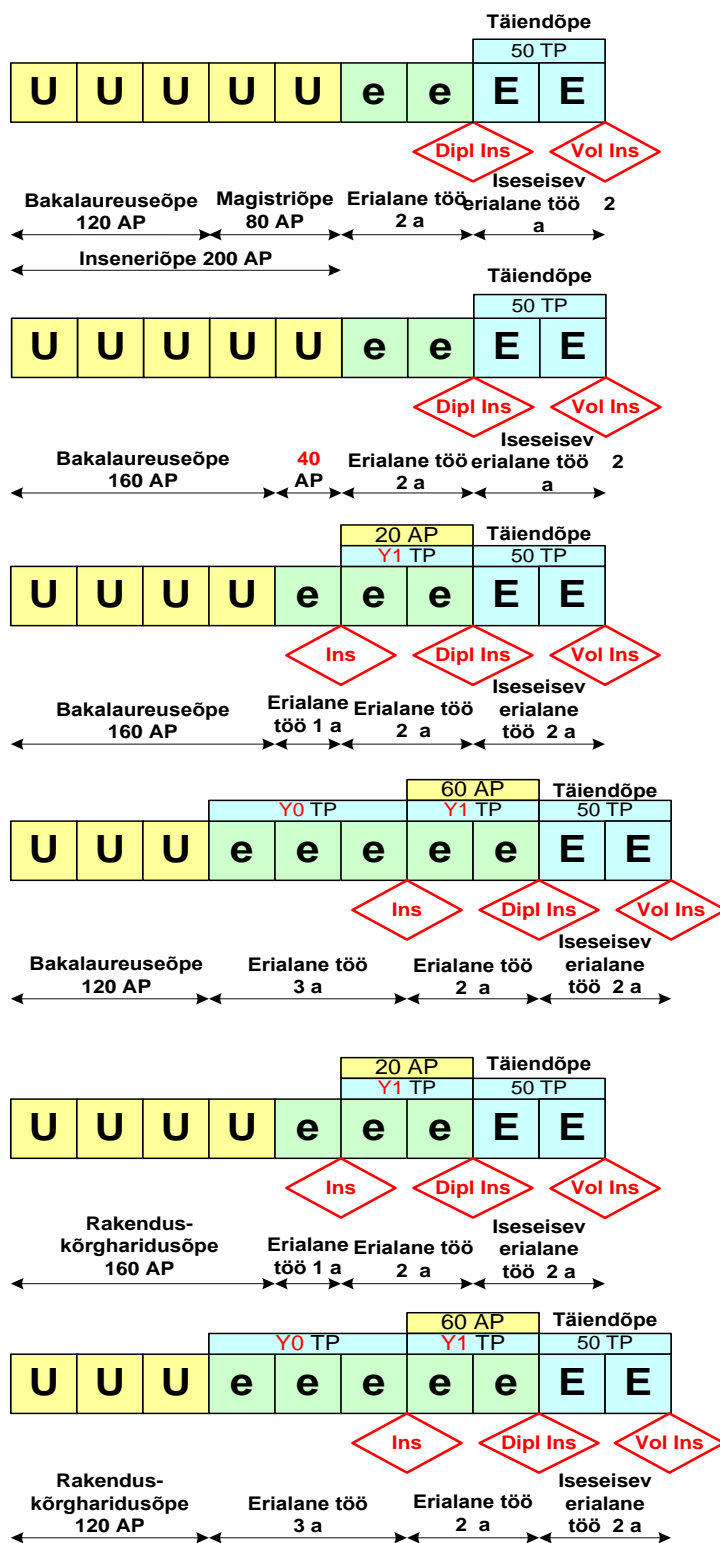 Täiendõpe
50 TP
U U U U U e e E E
Dipl Ins Vol Ins
Bakalaureuseõpe Magistriõpe Erialane töö Iseseisev
120 AP 80 AP 2 a erialane töö 2
a
Inseneriõpe 200 AP
Täiendõpe
50 TP
U U U U U e e E E
Dipl Ins Vol Ins
Bakalaureuseõpe 40 Erialane töö Iseseisev
160 AP AP 2 a erialane töö 2
a
20 AP Täiendõpe
Y1 TP 50 TP
U U U U e e e E E
Ins Dipl Ins Vol Ins
Bakalaureuseõpe Erialane Erialane töö Iseseisev
160 AP töö 1 a 2 a erialane
töö 2 a
60 AP Täiendõpe
Y0 TP Y1 TP 50 TP
U U U e e e e e E E
Ins Dipl Ins Vol Ins
Bakalaureuseõpe Erialane töö Erialane töö Iseseisev
120 AP 3 a 2 a erialane
töö 2 a
20 AP Täiendõpe
Y1 TP 50 TP
U U U U e e e E E
Ins Dipl Ins Vol Ins
Rakendus- Erialane Erialane töö Iseseisev
kõrgharidusõpe töö 1 a 2 a erialane
160 AP töö 2 a
60 AP Täiendõpe
Y0 TP Y1 TP 50 TP
U U U e e e e e E E
Ins Dipl Ins Vol Ins
Rakendus- Erialane töö Erialane töö Iseseisev
kõrgharidusõpe 3 a 2 a erialane
120 AP töö 2 a